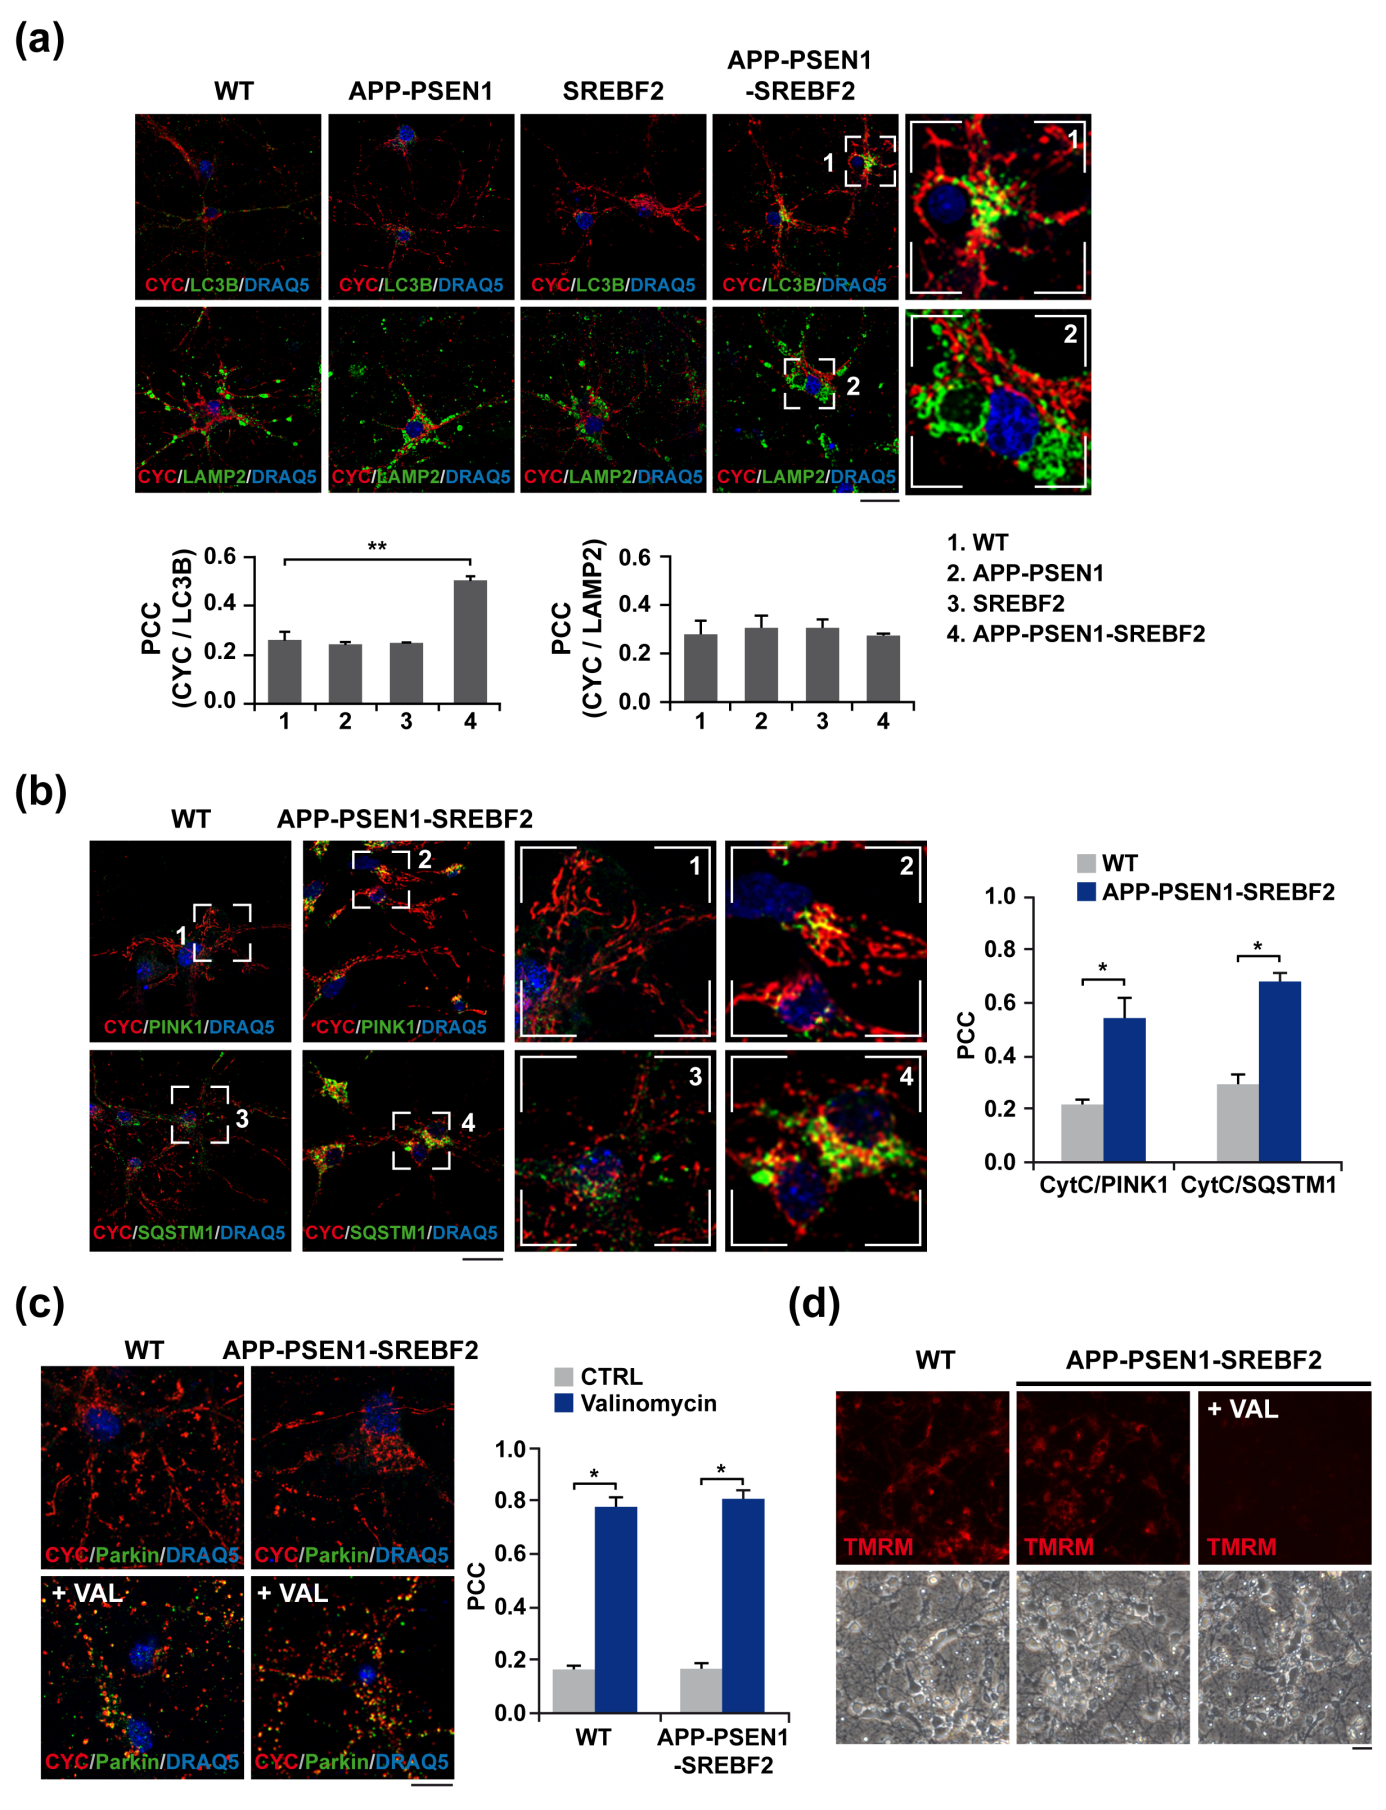 (a)
WT
APP-PSEN1
SREBF2
APP-PSEN1
-SREBF2
1
1
CYC/LC3B/DRAQ5
CYC/LC3B/DRAQ5
CYC/LC3B/DRAQ5
CYC/LC3B/DRAQ5
2
2
CYC/LAMP2/DRAQ5
CYC/LAMP2/DRAQ5
CYC/LAMP2/DRAQ5
CYC/LAMP2/DRAQ5
PCC
(CYC / LC3B)
0.6
0.4
0.2
0.0
**
1 2 3 4
PCC
(CYC / LAMP2)
0.6
0.4
0.2
0.0
1 2 3 4
1. WT
2. APP-PSEN1
3. SREBF2
4. APP-PSEN1-SREBF2
(b)
WT
APP-PSEN1-SREBF2
1
2
1
2
CYC/PINK1/DRAQ5
CYC/PINK1/DRAQ5
3
4
3
4
CYC/SQSTM1/DRAQ5
CYC/SQSTM1/DRAQ5
WT
APP-PSEN1-SREBF2
PCC
1.0
0.8
0.6
0.4
0.2
0.0
*
*
CytC/PINK1 CytC/SQSTM1
(c)
WT
APP-PSEN1-SREBF2
CYC/Parkin/DRAQ5
CYC/Parkin/DRAQ5
+ VAL
+ VAL
CYC/Parkin/DRAQ5
CYC/Parkin/DRAQ5
CTRL
Valinomycin
PCC
1.0
0.8
0.6
0.4
0.2
0.0
*
*
WT
APP-PSEN1
-SREBF2
(d)
WT
APP-PSEN1-SREBF2
+ VAL
TMRM
TMRM
TMRM